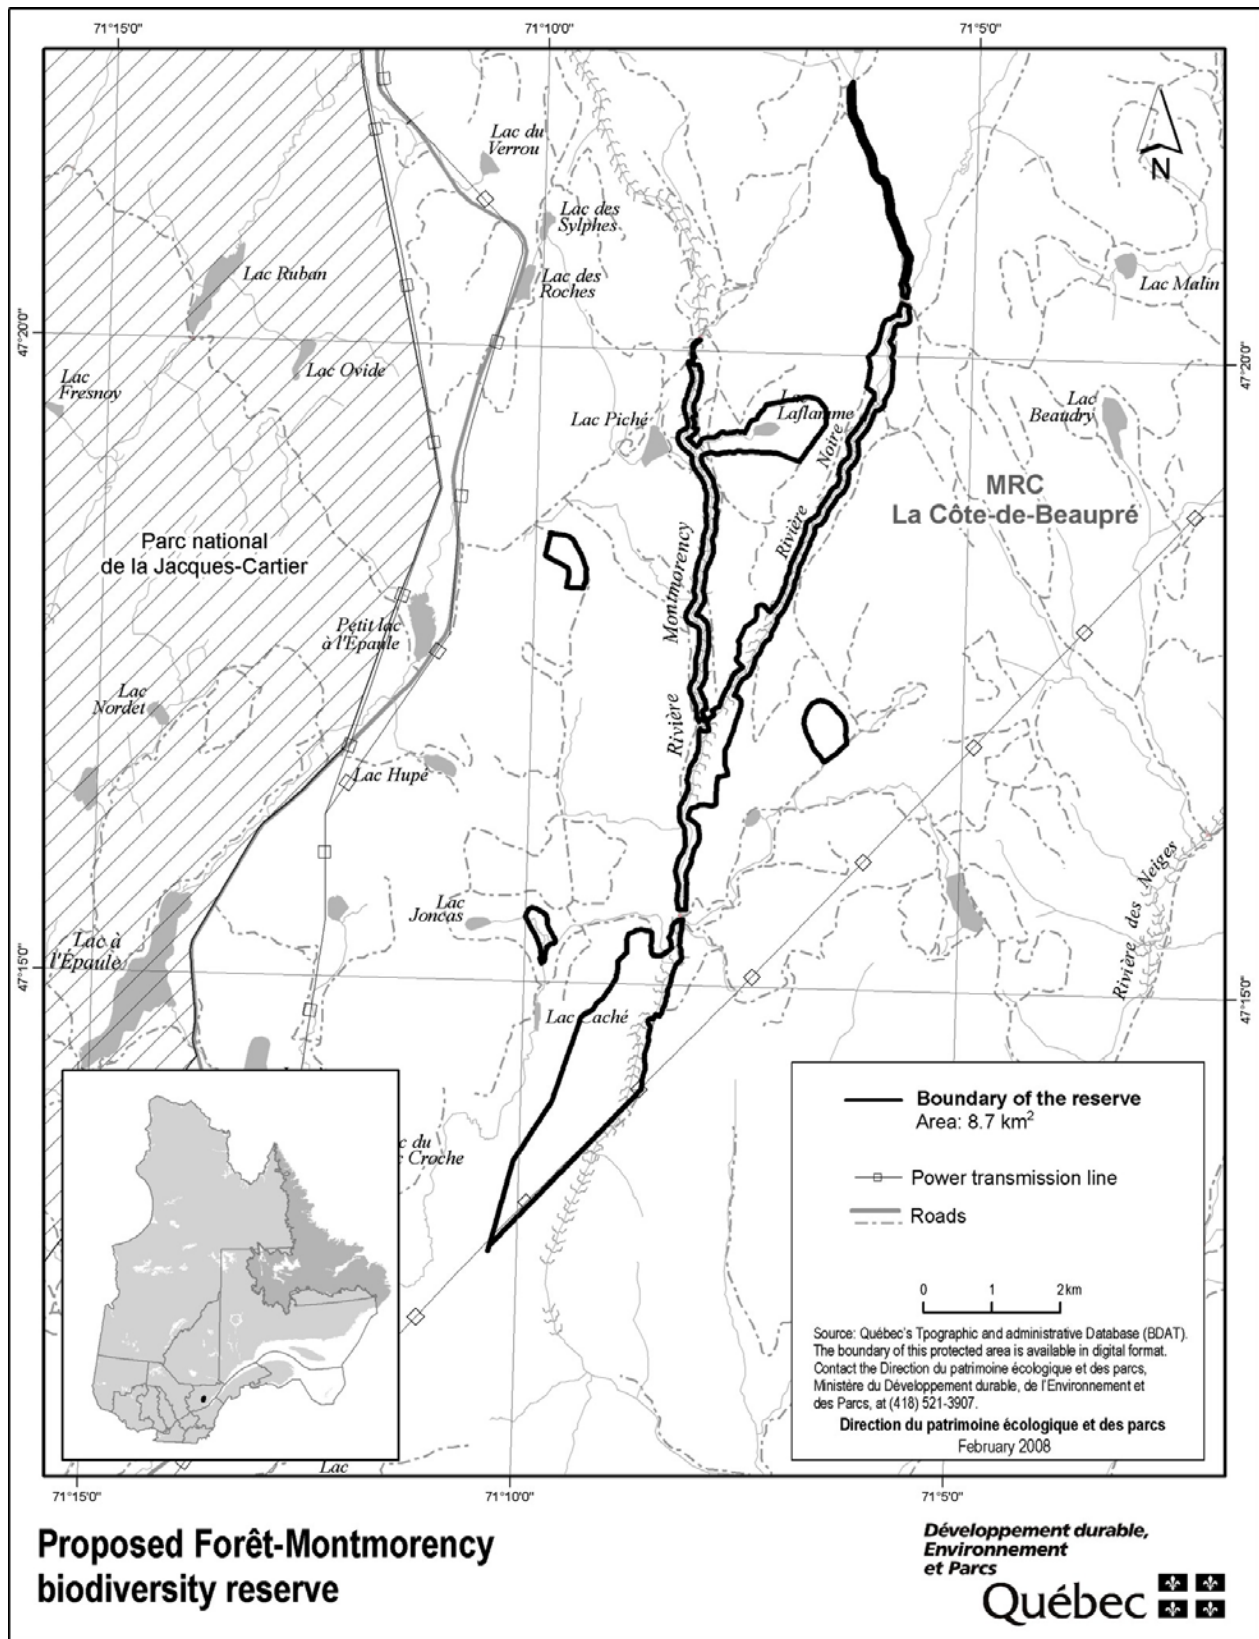 71°15'0"
71°10'0"
71°5'0"
N
Lac du
Verrou
Lac des
Sylphes
Lac Ruban
Lac des
Roches
Lac Malin
47°20'0"
47°20'0"
Lac Ovide
Lac
Fresnoy
Lac Piché
Lac
Laflamme
Lac
Beaudry
Noire
Rivière
MRC
La Côte-de-Beaupré
Parc national
de la Jacques-Cartier
Montmorency
Rivière
Petit lac
à l'Épaule
Lac
Nordet
Lac Hupé
Rivière des Neiges
Lac
Joncas
Lac à
l'Épaule
47°15'0"
47°15'0"
Lac Caché
c du
c Croche
Boundary of the reserve
Area: 8.7 km²
Power transmission line
Roads
0 1 2 km
Source: Québec's Tpographic and administrative Database (BDAT).
The boundary of this protected area is available in digital format.
Contact the Direction du patrimoine écologique et des parcs,
Ministère du Développement durable, de l'Environnement et
des Parcs, at (418) 521-3907.
Direction du patrimoine écologique et des parcs
February 2008
Lac
71°15'0"
71°10'0"
71°5'0"
Proposed Forêt-Montmorency
biodiversity reserve
Développement durable,
Environnement
et Parcs
Québec